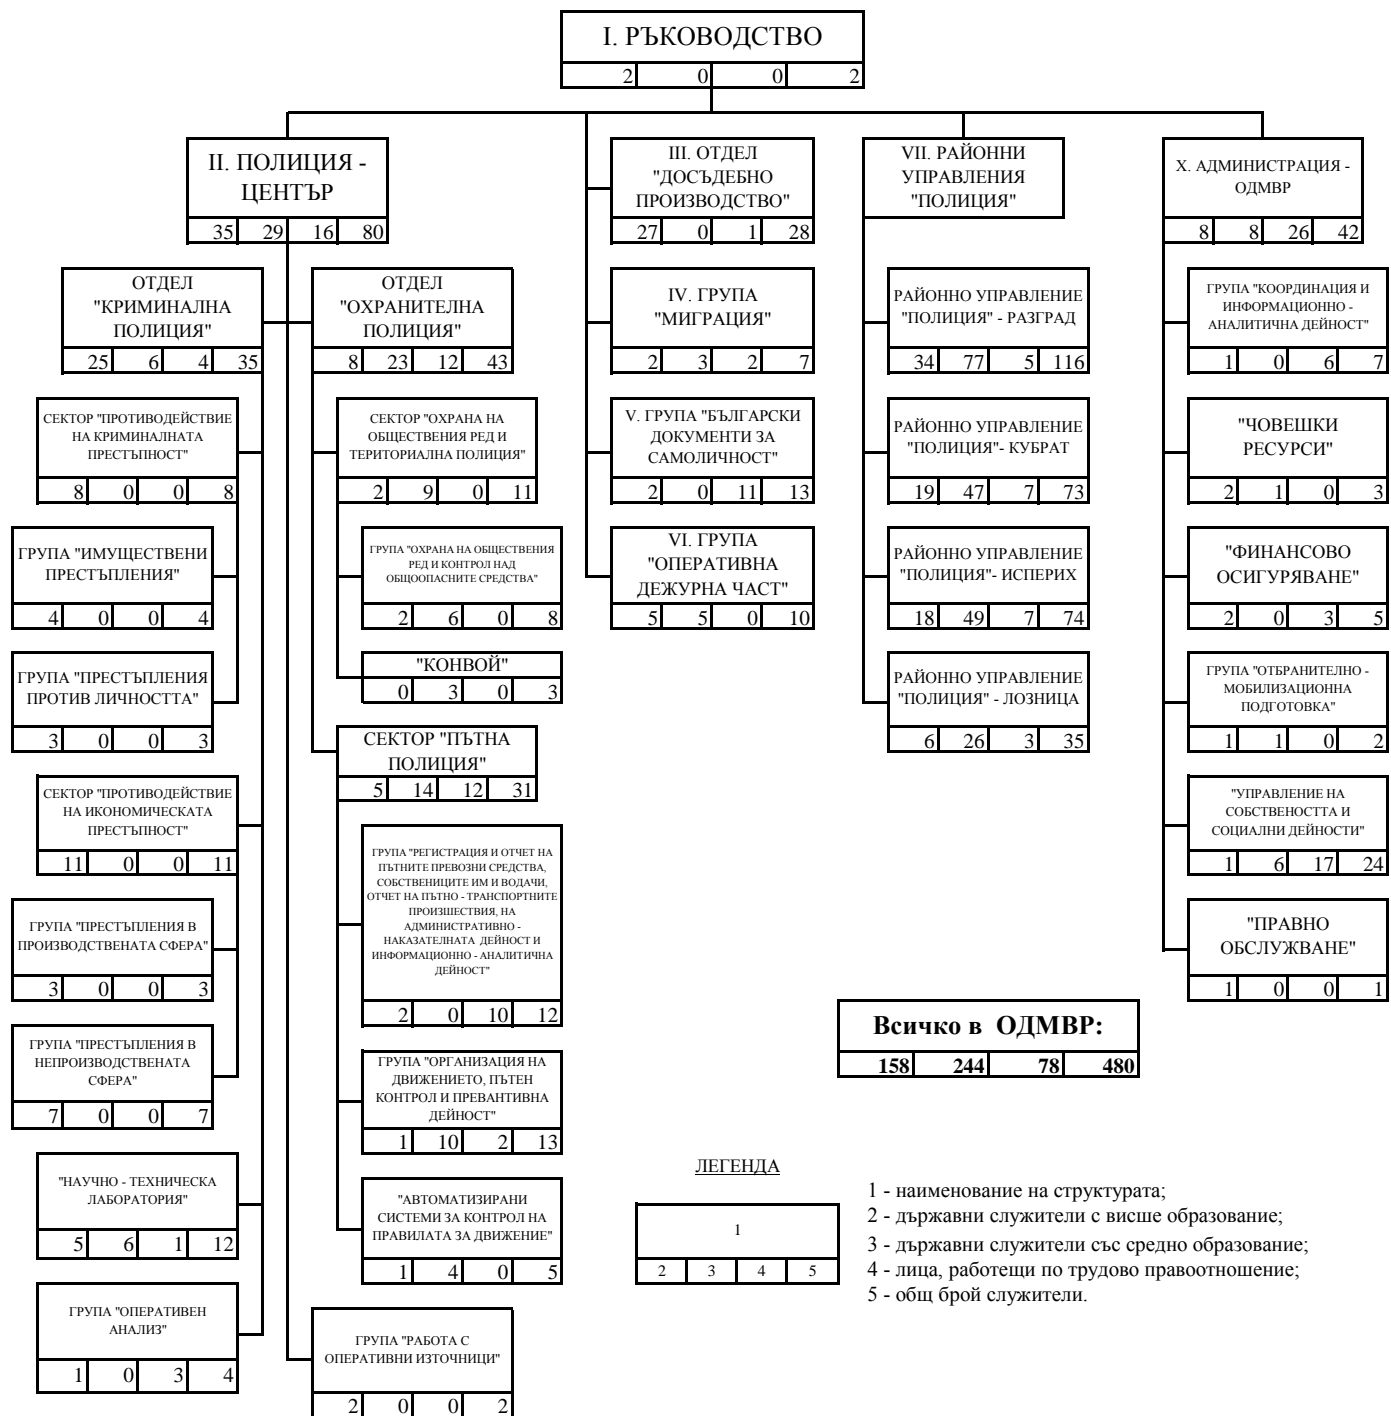 I. РЪКОВОДСТВО
2 0 0 2
II. ПОЛИЦИЯ -
ЦЕНТЪР
35 29 16 80
ОТДЕЛ
"КРИМИНАЛНА
ПОЛИЦИЯ"
25 6 4 35
СЕКТОР "ПРОТИВОДЕЙСТВИЕ
НА КРИМИНАЛНАТА
ПРЕСТЪПНОСТ"
8 0 0 8
ГРУПА "ИМУЩЕСТВЕНИ
ПРЕСТЪПЛЕНИЯ"
4 0 0 4
ГРУПА "ПРЕСТЪПЛЕНИЯ
ПРОТИВ ЛИЧНОСТТА"
3 0 0 3
СЕКТОР "ПРОТИВОДЕЙСТВИЕ
НА ИКОНОМИЧЕСКАТА
ПРЕСТЪПНОСТ"
11 0 0 11
ГРУПА "ПРЕСТЪПЛЕНИЯ В
ПРОИЗВОДСТВЕНАТА СФЕРА"
3 0 0 3
ГРУПА "ПРЕСТЪПЛЕНИЯ В
НЕПРОИЗВОДСТВЕНАТА
СФЕРА"
7 0 0 7
"НАУЧНО - ТЕХНИЧЕСКА
ЛАБОРАТОРИЯ"
5 6 1 12
ГРУПА "ОПЕРАТИВЕН
АНАЛИЗ"
1 0 3 4
ОТДЕЛ
"ОХРАНИТЕЛНА
ПОЛИЦИЯ"
8 23 12 43
СЕКТОР "ОХРАНА НА
ОБЩЕСТВЕНИЯ РЕД И
ТЕРИТОРИАЛНА ПОЛИЦИЯ"
2 9 0 11
ГРУПА "ОХРАНА НА ОБЩЕСТВЕНИЯ
РЕД И КОНТРОЛ НАД
ОБЩООПАСНИТЕ СРЕДСТВА"
2 6 0 8
"КОНВОЙ"
0 3 0 3
СЕКТОР "ПЪТНА
ПОЛИЦИЯ"
5 14 12 31
ГРУПА "РЕГИСТРАЦИЯ И ОТЧЕТ НА
ПЪТНИТЕ ПРЕВОЗНИ СРЕДСТВА,
СОБСТВЕНИЦИТЕ ИМ И ВОДАЧИ,
ОТЧЕТ НА ПЪТНО - ТРАНСПОРТНИТЕ
ПРОИЗШЕСТВИЯ, НА
АДМИНИСТРАТИВНО -
НАКАЗАТЕЛНАТА ДЕЙНОСТ И
ИНФОРМАЦИОННО - АНАЛИТИЧНА
ДЕЙНОСТ"
2 0 10 12
ГРУПА "ОРГАНИЗАЦИЯ НА
ДВИЖЕНИЕТО, ПЪТЕН
КОНТРОЛ И ПРЕВАНТИВНА
ДЕЙНОСТ"
1 10 2 13
"АВТОМАТИЗИРАНИ
СИСТЕМИ ЗА КОНТРОЛ НА
ПРАВИЛАТА ЗА ДВИЖЕНИЕ"
1 4 0 5
ГРУПА "РАБОТА С
ОПЕРАТИВНИ ИЗТОЧНИЦИ"
2 0 0 2
III. ОТДЕЛ
"ДОСЪДЕБНО
ПРОИЗВОДСТВО"
27 0 1 28
IV. ГРУПА
"МИГРАЦИЯ"
2 3 2 7
V. ГРУПА "БЪЛГАРСКИ
ДОКУМЕНТИ ЗА
САМОЛИЧНОСТ"
2 0 11 13
VI. ГРУПА
"ОПЕРАТИВНА
ДЕЖУРНА ЧАСТ"
5 5 0 10
VII. РАЙОННИ
УПРАВЛЕНИЯ
"ПОЛИЦИЯ"
РАЙОННО УПРАВЛЕНИЕ
"ПОЛИЦИЯ" - РАЗГРАД
34 77 5 116
РАЙОННО УПРАВЛЕНИЕ
"ПОЛИЦИЯ"- КУБРАТ
19 47 7 73
РАЙОННО УПРАВЛЕНИЕ
"ПОЛИЦИЯ"- ИСПЕРИХ
18 49 7 74
РАЙОННО УПРАВЛЕНИЕ
"ПОЛИЦИЯ" - ЛОЗНИЦА
6 26 3 35
X. АДМИНИСТРАЦИЯ -
ОДМВР
8 8 26 42
ГРУПА "КООРДИНАЦИЯ И
ИНФОРМАЦИОННО -
АНАЛИТИЧНА ДЕЙНОСТ"
1 0 6 7
"ЧОВЕШКИ
РЕСУРСИ"
2 1 0 3
"ФИНАНСОВО
ОСИГУРЯВАНЕ"
2 0 3 5
ГРУПА "ОТБРАНИТЕЛНО -
МОБИЛИЗАЦИОННА
ПОДГОТОВКА"
1 1 0 2
"УПРАВЛЕНИЕ НА
СОБСТВЕНОСТТА И
СОЦИАЛНИ ДЕЙНОСТИ"
1 6 17 24
"ПРАВНО
ОБСЛУЖВАНЕ"
1 0 0 1
Всичко в ОДМВР:
158 244 78 480
ЛЕГЕНДА
1
2 3 4 5
1 - наименование на структурата;
2 - държавни служители с висше образование;
3 - държавни служители със средно образование;
4 - лица, работещи по трудово правоотношение;
5 - общ брой служители.